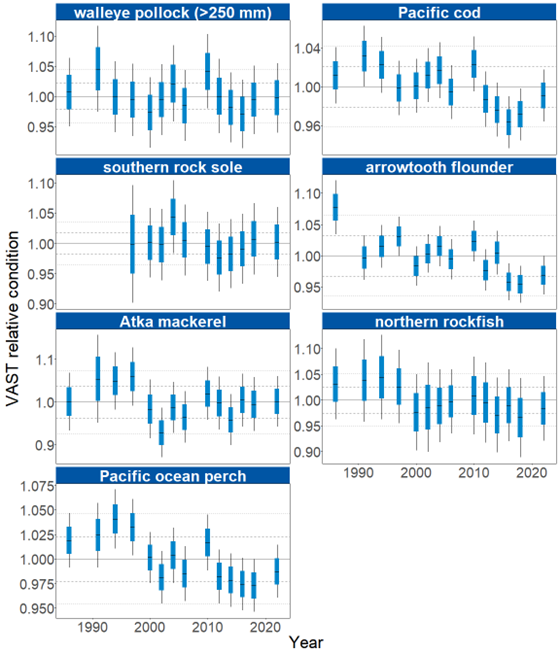 walleye pollock (>250 mm)
1.10
1.05
1.00
0.95
Pacific cod
1.04
1.00
0.96
southern rock sole
1.10
1.05
1.00
0.95
0.90
arrowtooth flounder
1.10
1.05
1.00
0.95
VAST relative condition
Atka mackerel
1.1
1.0
0.9
northern rockfish
1.10
1.05
1.00
0.95
0.90
1990 2000 2010 2020
Pacific ocean perch
1.075
1.050
1.025
1.000
0.975
0.950
1990 2000 2010 2020
Year